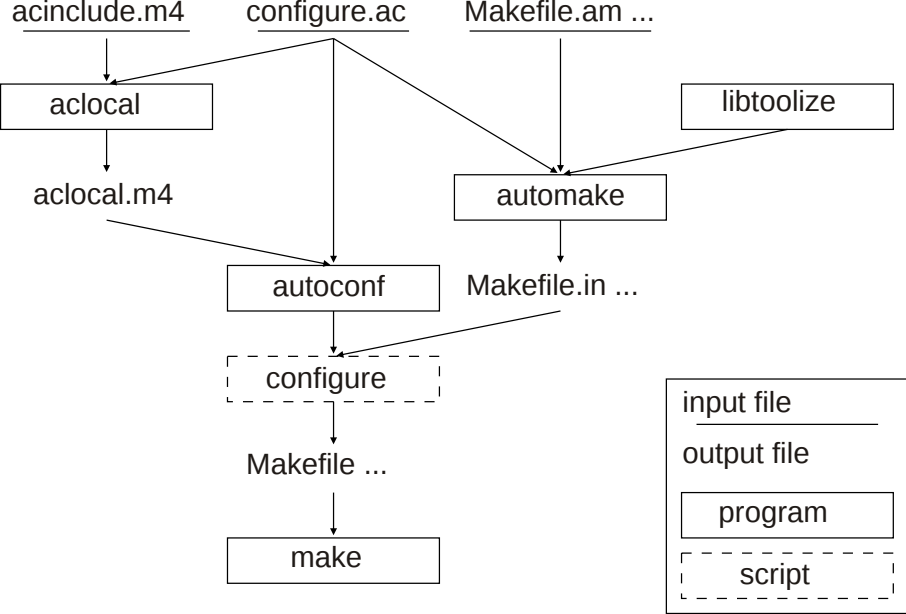 acinclude.m4
configure.ac
Makefile.am ...
aclocal
libtoolize
aclocal.m4
automake
autoconf
Makefile.in ...
configure
Makefile ...
make
input file
output file
program
script